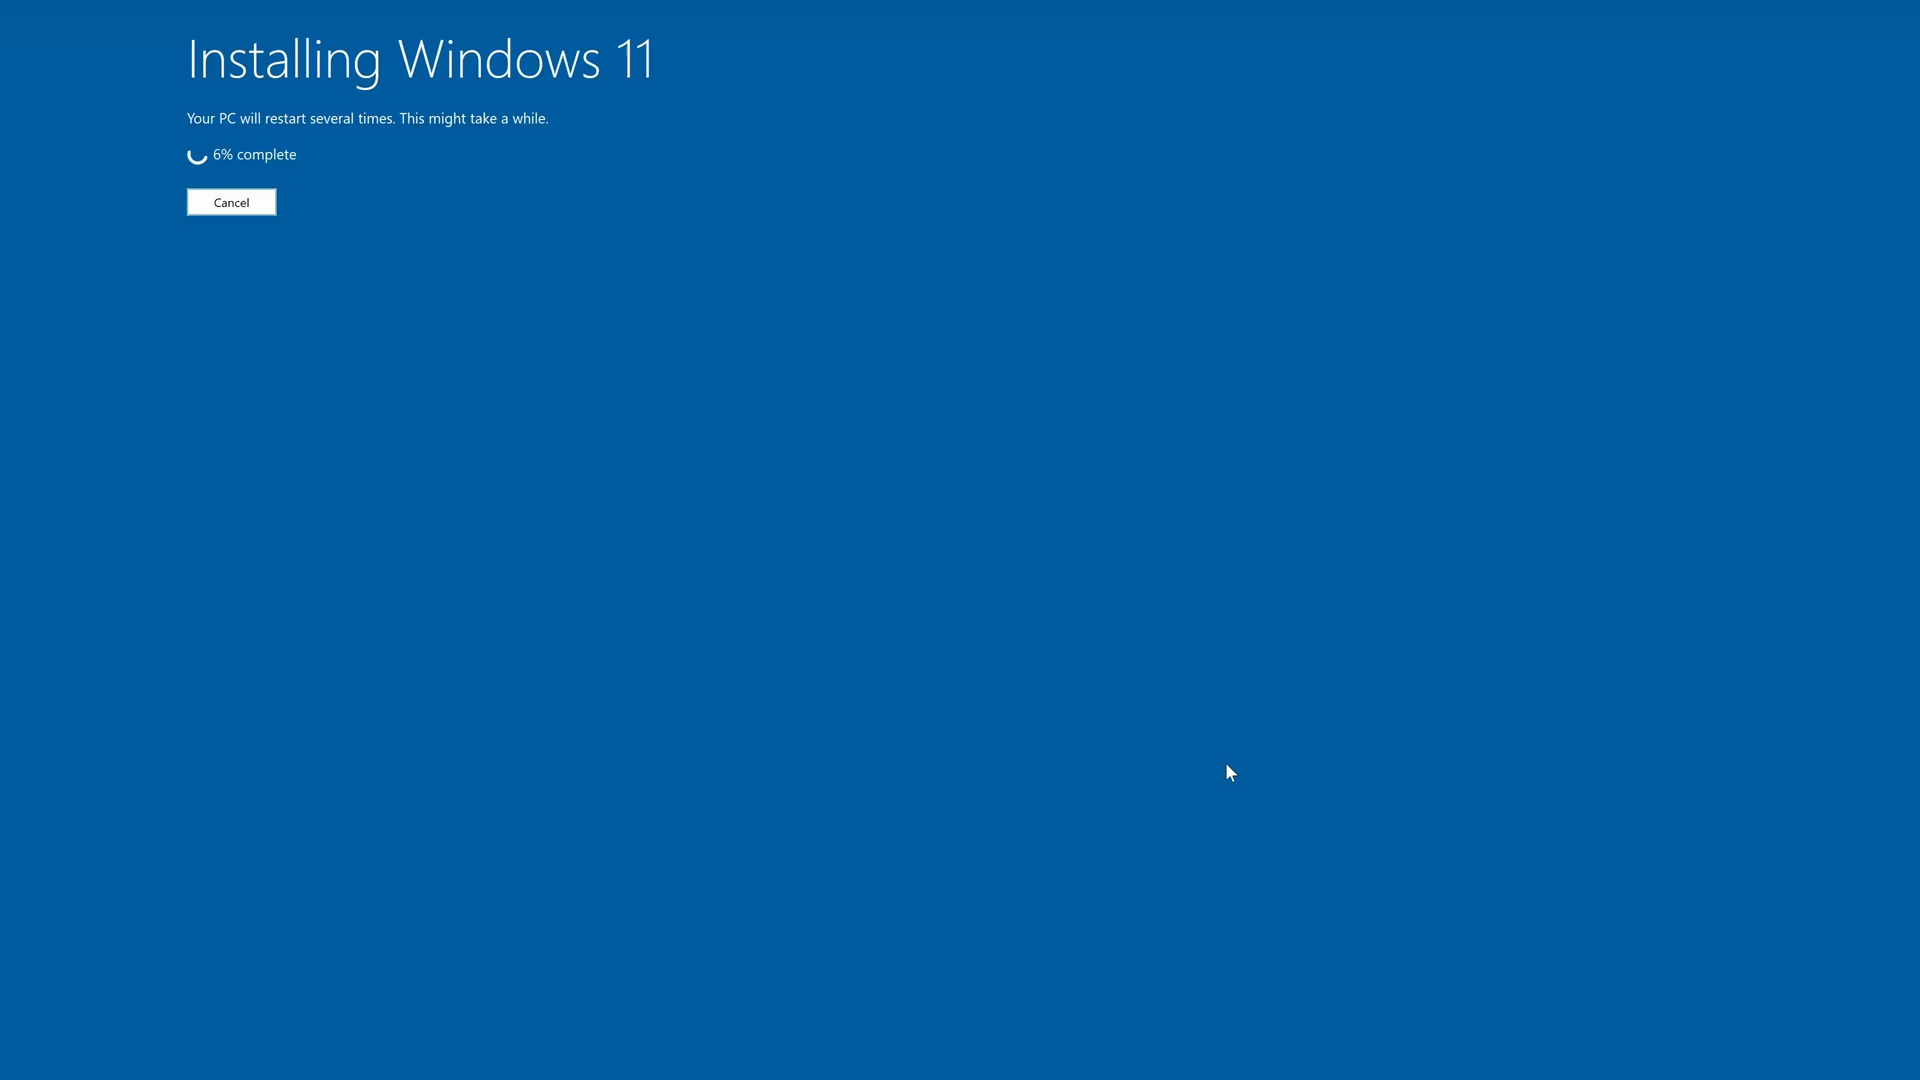 Installing Windows 11
Your PC will restart several times. This might take a while.
6% complete
Cancel